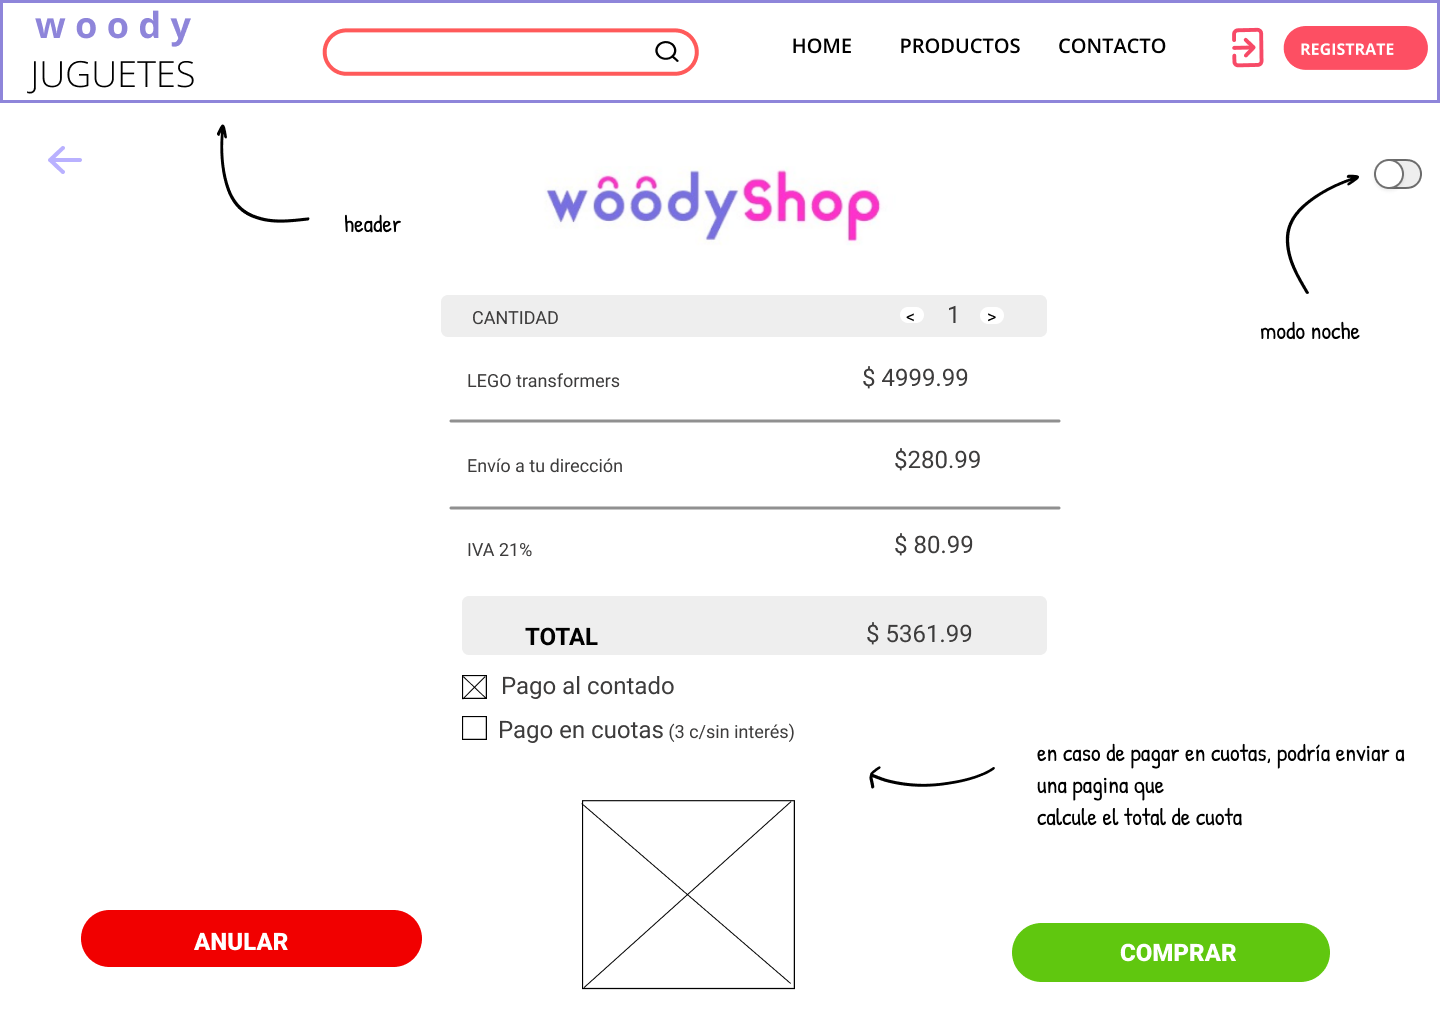 woody
JUGUETES
HOME PRODUCTOS CONTACTO
REGISTRATE
header
wôôdyShop
modo noche
CANTIDAD < 1 >
LEGO transformers $ 4999.99
Envío a tu dirección $280.99
IVA 21% $ 80.99
TOTAL $ 5361.99
Pago al contado
Pago en cuotas (3 c/sin interés)
en caso de pagar en cuotas, podría enviar a
una pagina que
calcule el total de cuota
ANULAR
COMPRAR